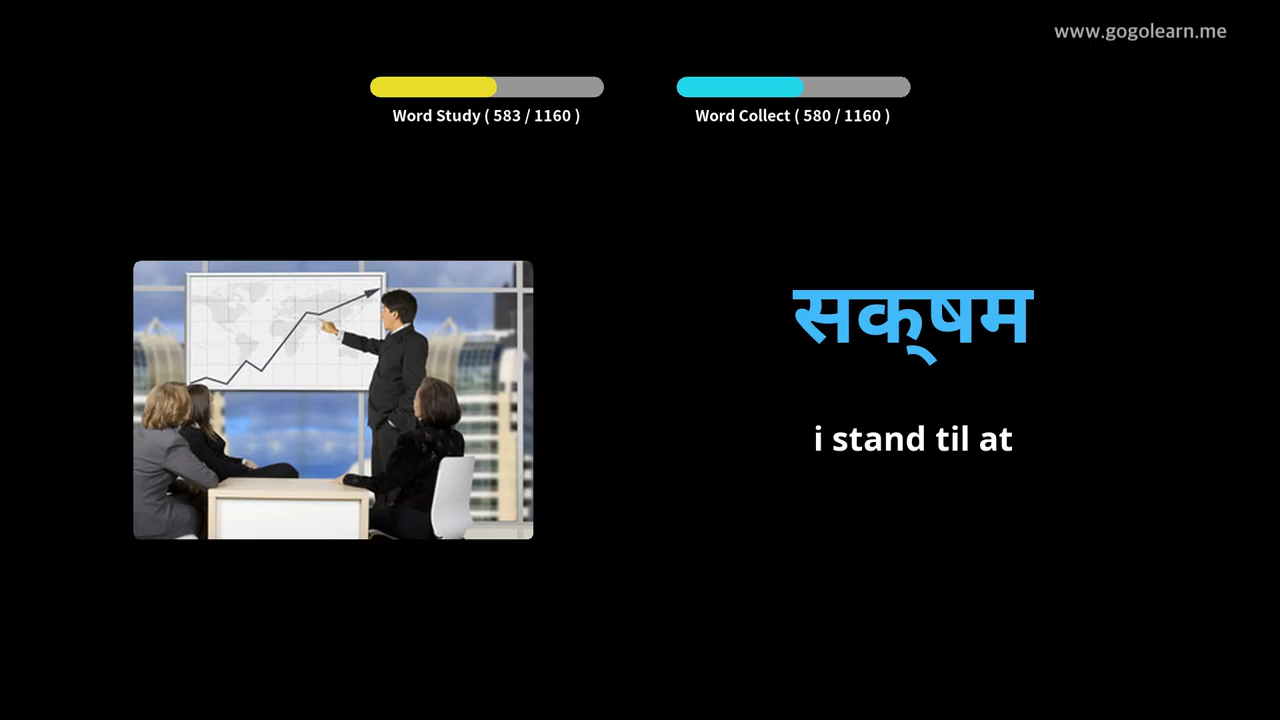 www.gogolearn.me
Word Study ( 583 / 1160 )
Word Collect ( 580 / 1160 )
सक्षम
i stand til at